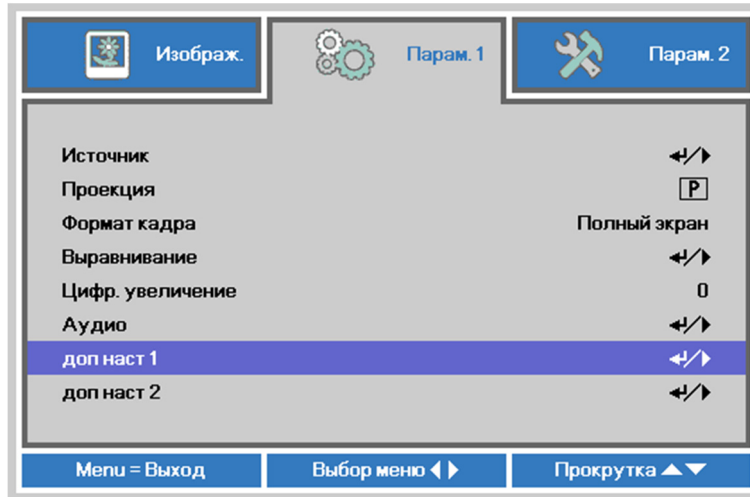 Изображ. Парам. 1 Парам. 2
Источник
Проекция P
Формат кадра Полный экран
Выравнивание
Цифр. увеличение 0
Аудио
доп наст 1
доп наст 2
Menu = Выход Выбор меню Прокрутка